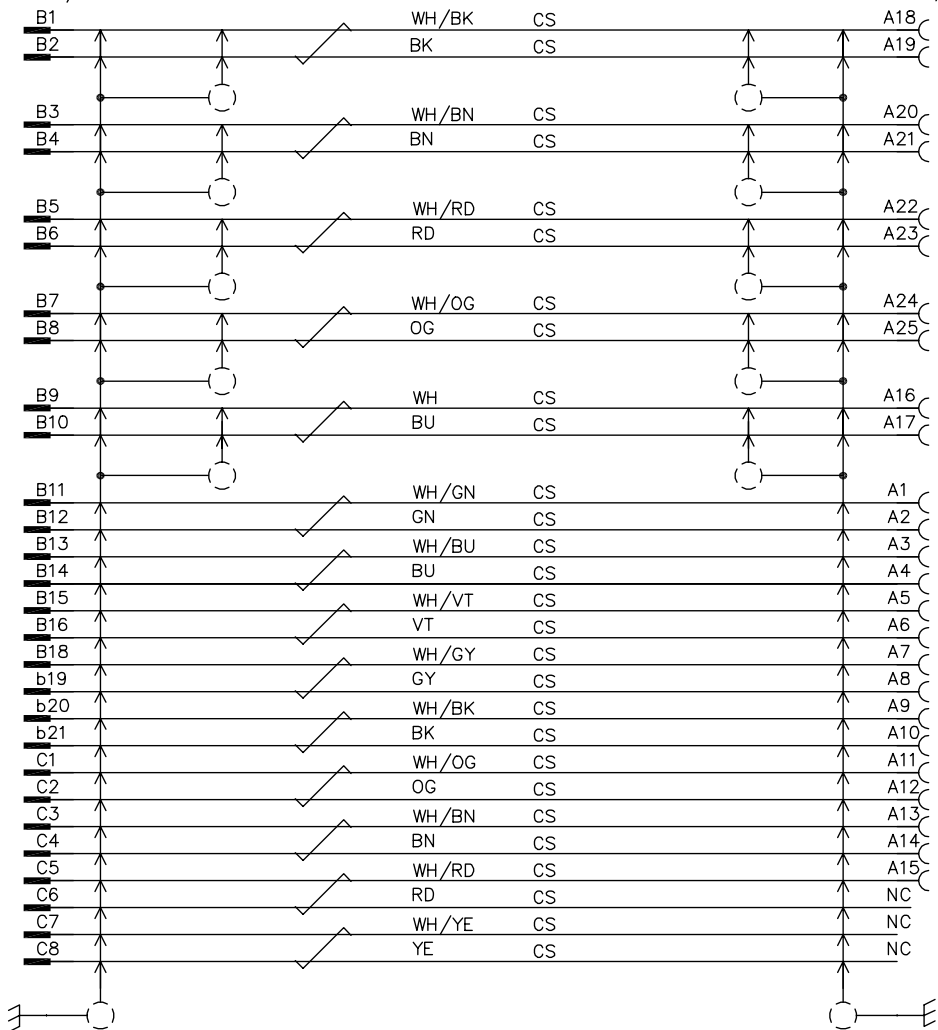 B1 WH/BK CS A18
B2 BK CS A19
B3 WH/BN CS A20
B4 BN CS A21
B5 WH/RD CS A22
B6 RD CS A23
B7 WH/OG CS A24
B8 OG CS A25
B9 WH CS A16
B10 BU CS A17
B11 WH/GN CS A1
B12 GN CS A2
B13 WH/BU CS A3
B14 BU CS A4
B15 WH/VT CS A5
B16 VT CS A6
B18 WH/GY CS A7
b19 GY CS A8
b20 WH/BK CS A9
b21 BK CS A10
C1 WH/OG CS A11
C2 OG CS A12
C3 WH/BN CS A13
C4 BN CS A14
C5 WH/RD CS A15
C6 RD CS NC
C7 WH/YE CS NC
C8 YE CS NC